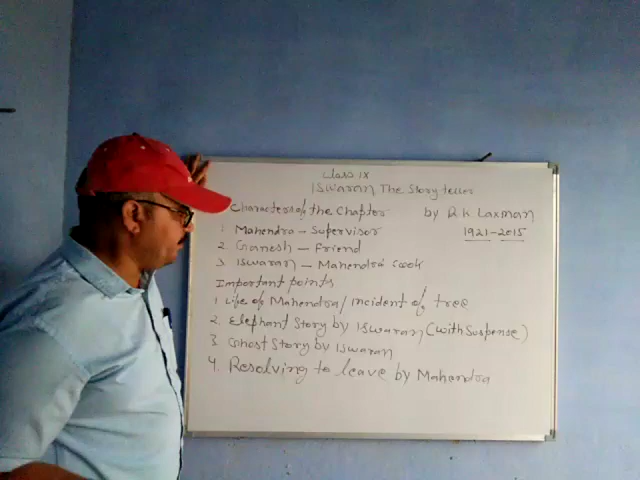 Class IX
Iswaran The Story teller
Characters of the Chapter by R K Laxman
1. Mahendra - Supervisor 1921-2015
2. Ganesh - Friend
3 Iswaran - Mahendra Cook
Important points
1 Life of Mahendra/incident of tree
2. Elephant Story by Iswaran (with Suspense)
3. Ghost Story by Iswaran
4. Resolving to leave by Mahendra